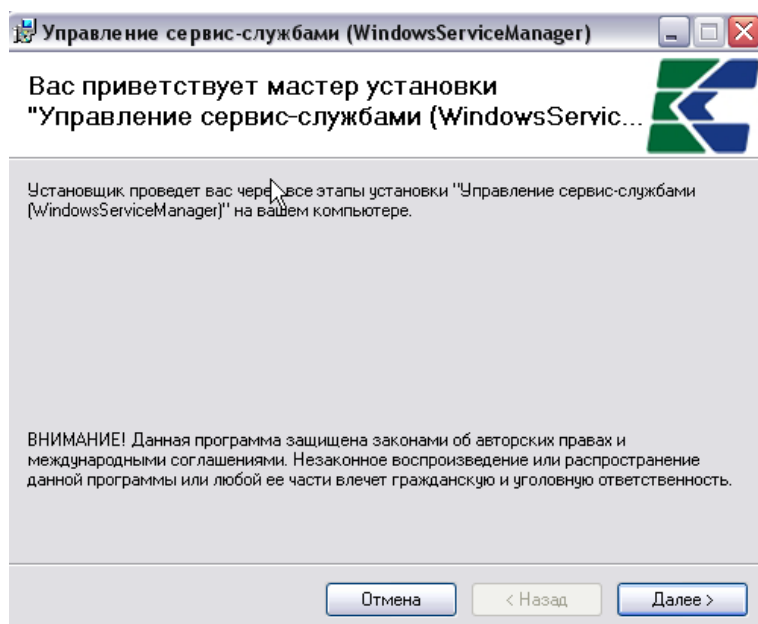 Управление сервис-службами (WindowsServiceManager)
Вас приветствует мастер установки
"Управление сервис-службами (WindowsServic...
Установщик проведет вас через все этапы установки "Управление сервис-службами
(WindowsServiceManager)" на вашем компьютере.
ВНИМАНИЕ! Данная программа защищена законами об авторских правах и
международными соглашениями. Незаконное воспроизведение или распространение
данной программы или любой ее части влечет гражданскую и уголовную ответственность.
Отмена
< Назад
Далее >